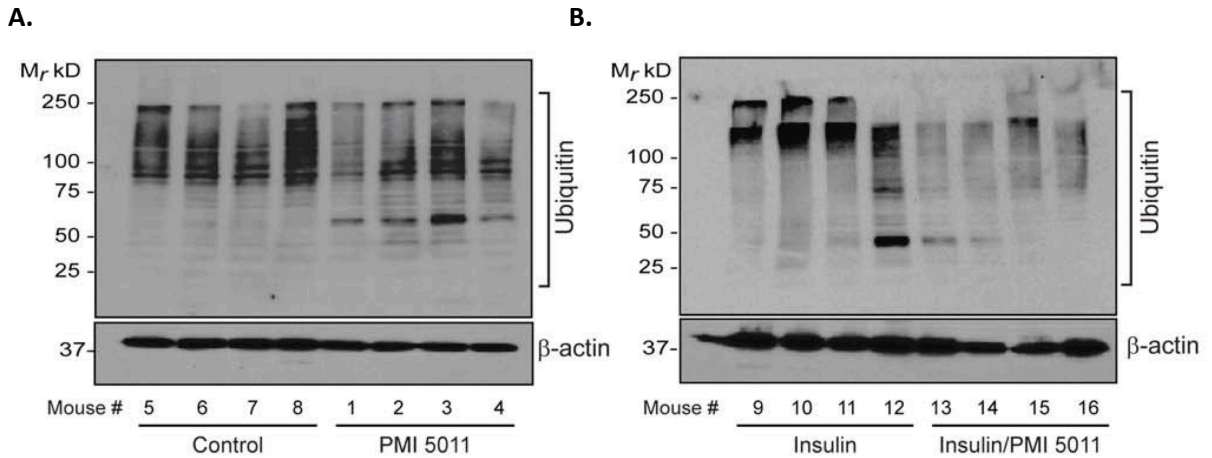 A.
M𝑟 kD
250 -
100 -
75 -
50 -
25 -
Ubiquitin
37-
β-actin
Mouse # 5 6 7 8 1 2 3 4
Control PMI 5011
B.
M𝑟 kD
250 -
100 -
75 -
50 -
25 -
Ubiquitin
37-
β-actin
Mouse # 9 10 11 12 13 14 15 16
Insulin Insulin/PMI 5011